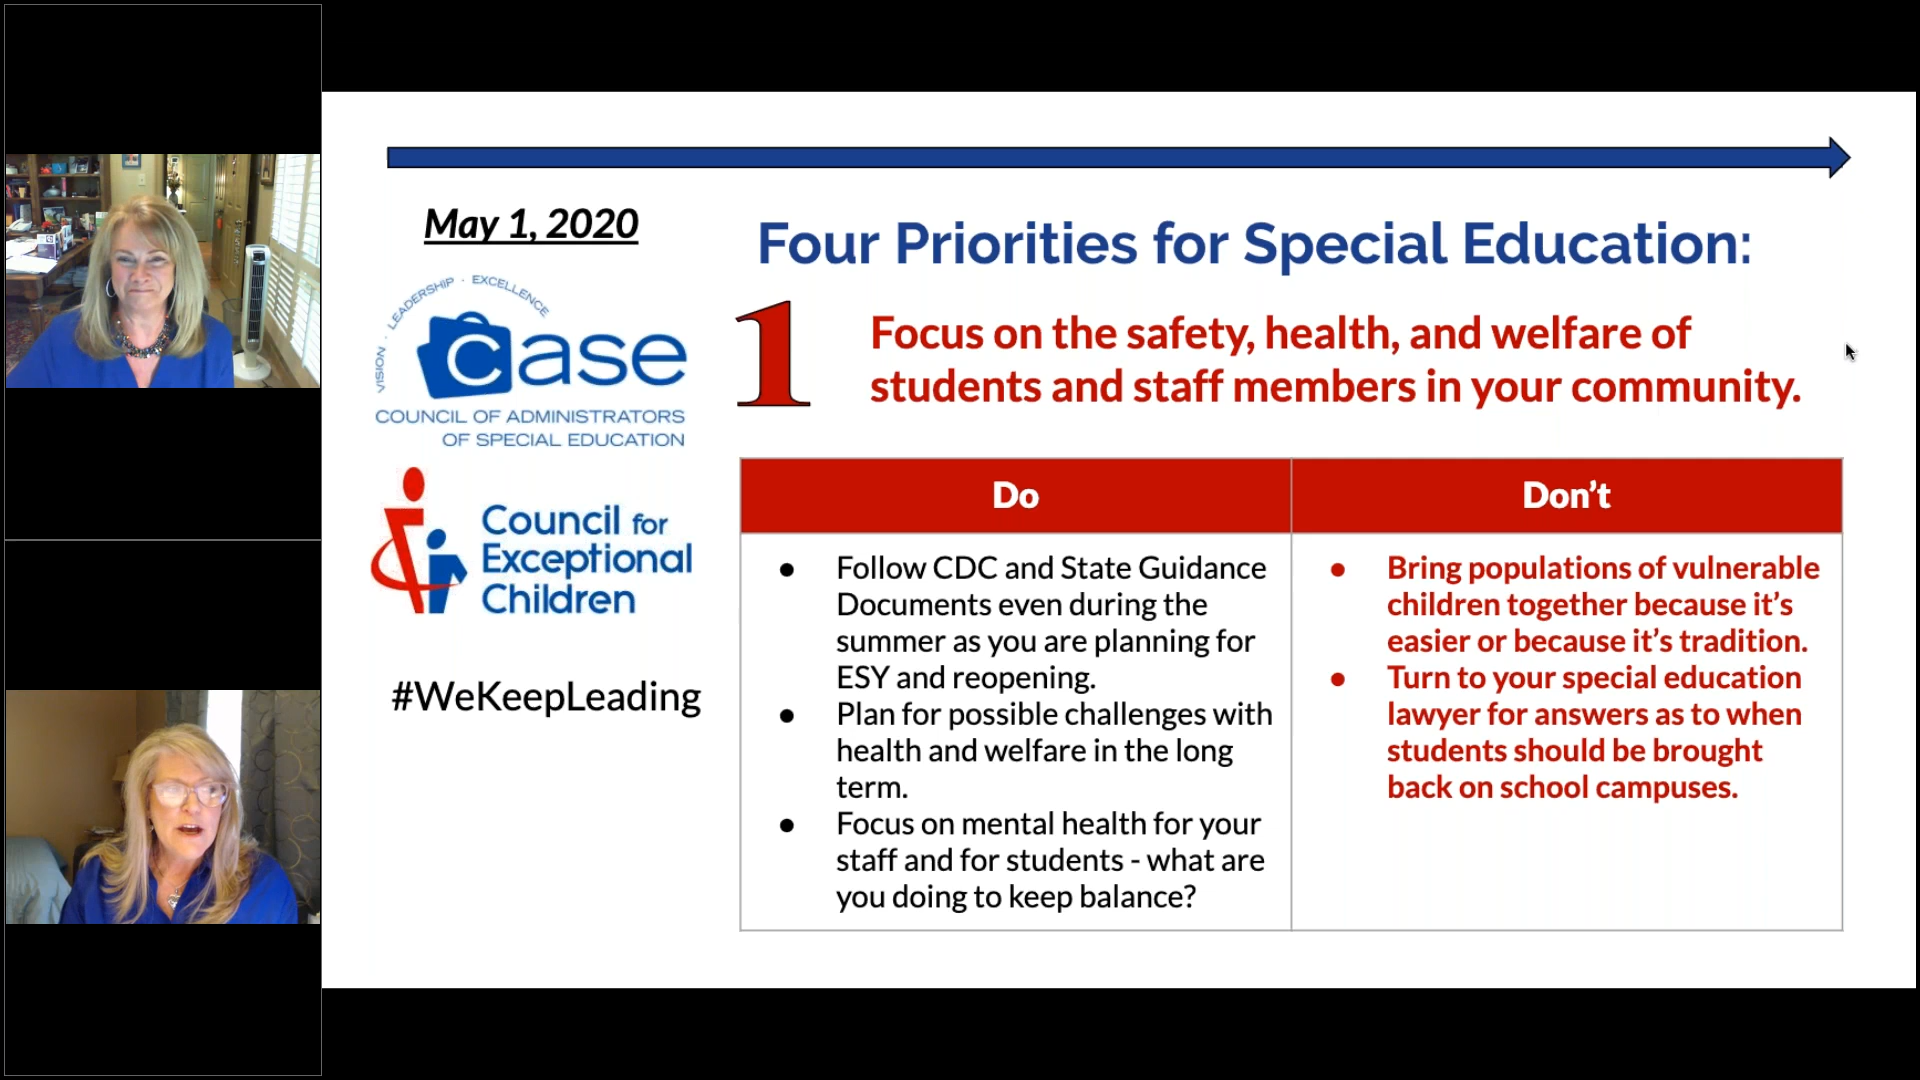 May 1, 2020
VISION · LEADERSHIP · EXCELLENCE
case
COUNCIL OF ADMINISTRATORS
OF SPECIAL EDUCATION
Council for
Exceptional
Children
#WeKeepLeading
Four Priorities for Special Education:
1
Focus on the safety, health, and welfare of
students and staff members in your community.
Do
● Follow CDC and State Guidance
Documents even during the
summer as you are planning for
ESY and reopening.
● Plan for possible challenges with
health and welfare in the long
term.
● Focus on mental health for your
staff and for students - what are
you doing to keep balance?
Don't
● Bring populations of vulnerable
children together because it's
easier or because it's tradition.
● Turn to your special education
lawyer for answers as to when
students should be brought
back on school campuses.